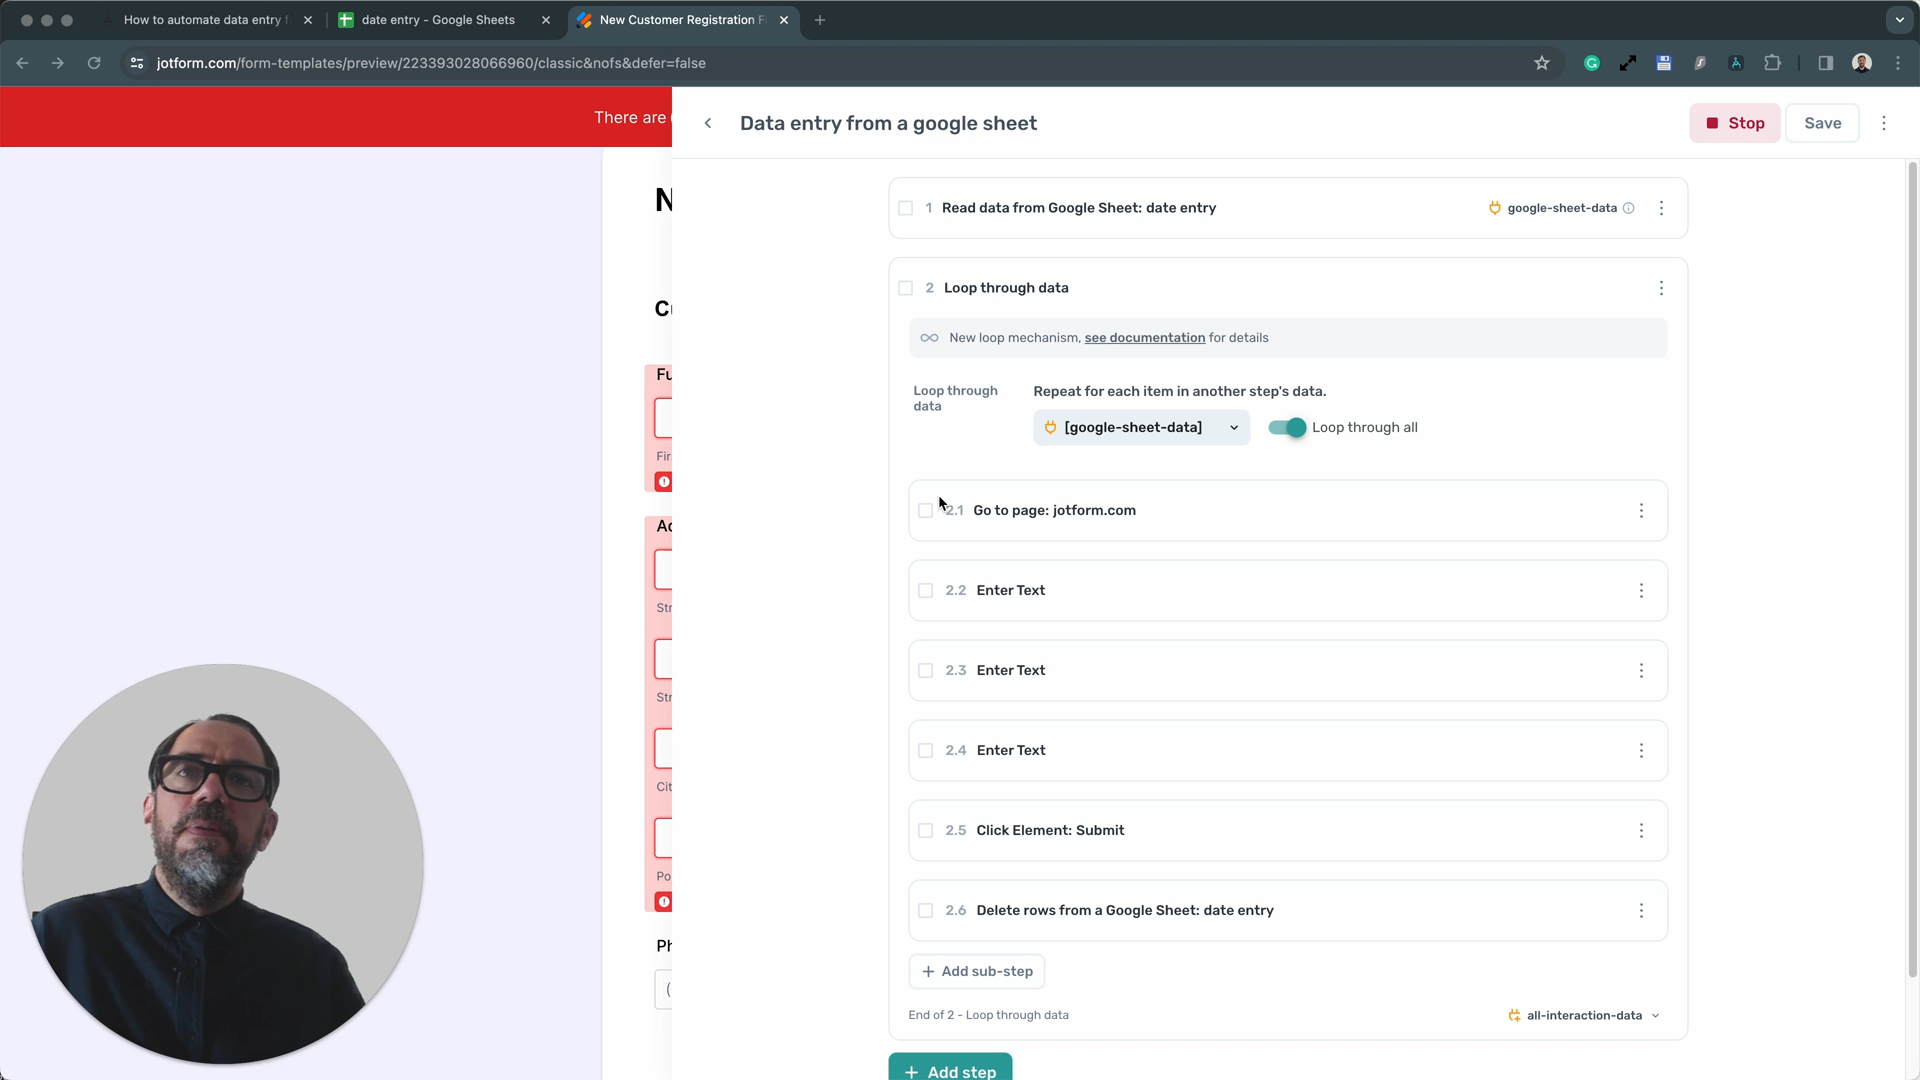 How to automate data entry f
date entry - Google Sheets
New Customer Registration F
jotform.com/form-templates/preview/223393028066960/classic&nofs&defer=false
There are
Data entry from a google sheet
Stop
Save
N
1 Read data from Google Sheet: date entry
google-sheet-data
2 Loop through data
New loop mechanism, see documentation for details
Loop through data
Repeat for each item in another step's data.
[google-sheet-data]
Loop through all
Fu
Fir
2.1 Go to page: jotform.com
Ad
2.2 Enter Text
Str
2.3 Enter Text
Str
2.4 Enter Text
Cit
2.5 Click Element: Submit
Po
2.6 Delete rows from a Google Sheet: date entry
Ph
+ Add sub-step
(
End of 2 - Loop through data
all-interaction-data
+ Add step